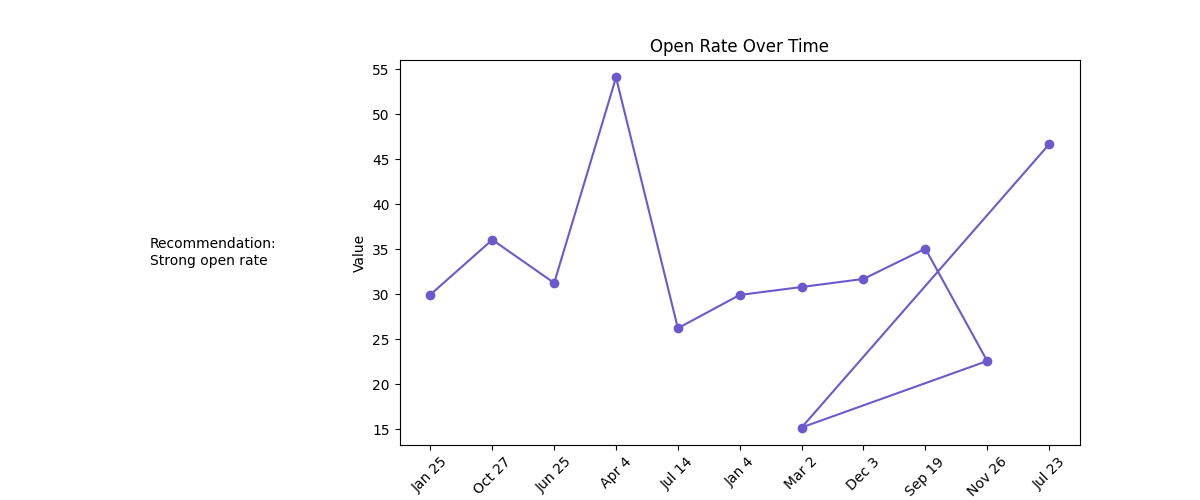 Open Rate Over Time
Recommendation:
Strong open rate
Value
55
50
45
40
35
30
25
20
15
Jan 25
Oct 27
Jun 25
Apr 4
Jul 14
Jan 4
Mar 2
Dec 3
Sep 19
Nov 26
Jul 23